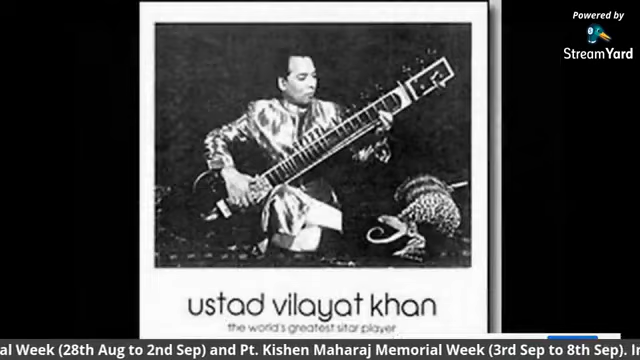 Powered by
StreamYard
ustad vilayat khan
the world's greatest sitar player
al Week (28th Aug to 2nd Sep) and Pt. Kishen Maharaj Memorial Week (3rd Sep to 8th Sep). I